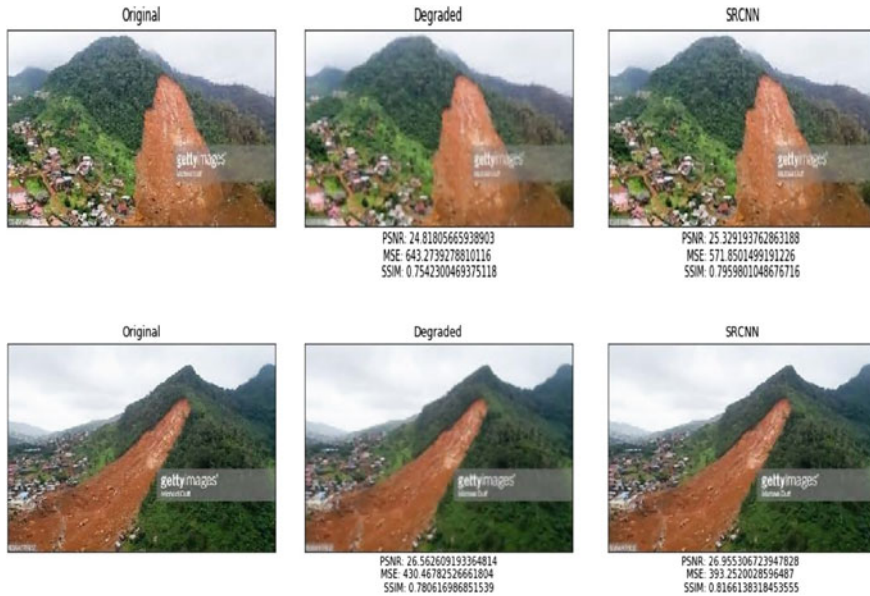 Original
Degraded
SRCNN
gettyimages®
gettyimages®
gettyimages®
PSNR: 24.81805665938903
MSE: 643.2739278810116
SSIM: 0.7542300469375118
PSNR: 25.329193762863188
MSE: 571.8501499191226
SSIM: 0.7959801048676716
Original
Degraded
SRCNN
gettyimages®
gettyimages®
gettyimages®
PSNR: 26.562609193364814
MSE: 430.46782526661804
SSIM: 0.780616986851539
PSNR: 26.955306723947828
MSE: 393.2520028596487
SSIM: 0.8166138318453555